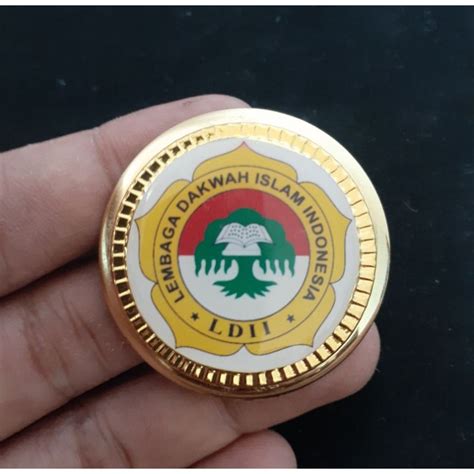 LEMBAGA DAKWAH ISLAM INDONESIA
★ LDII ★